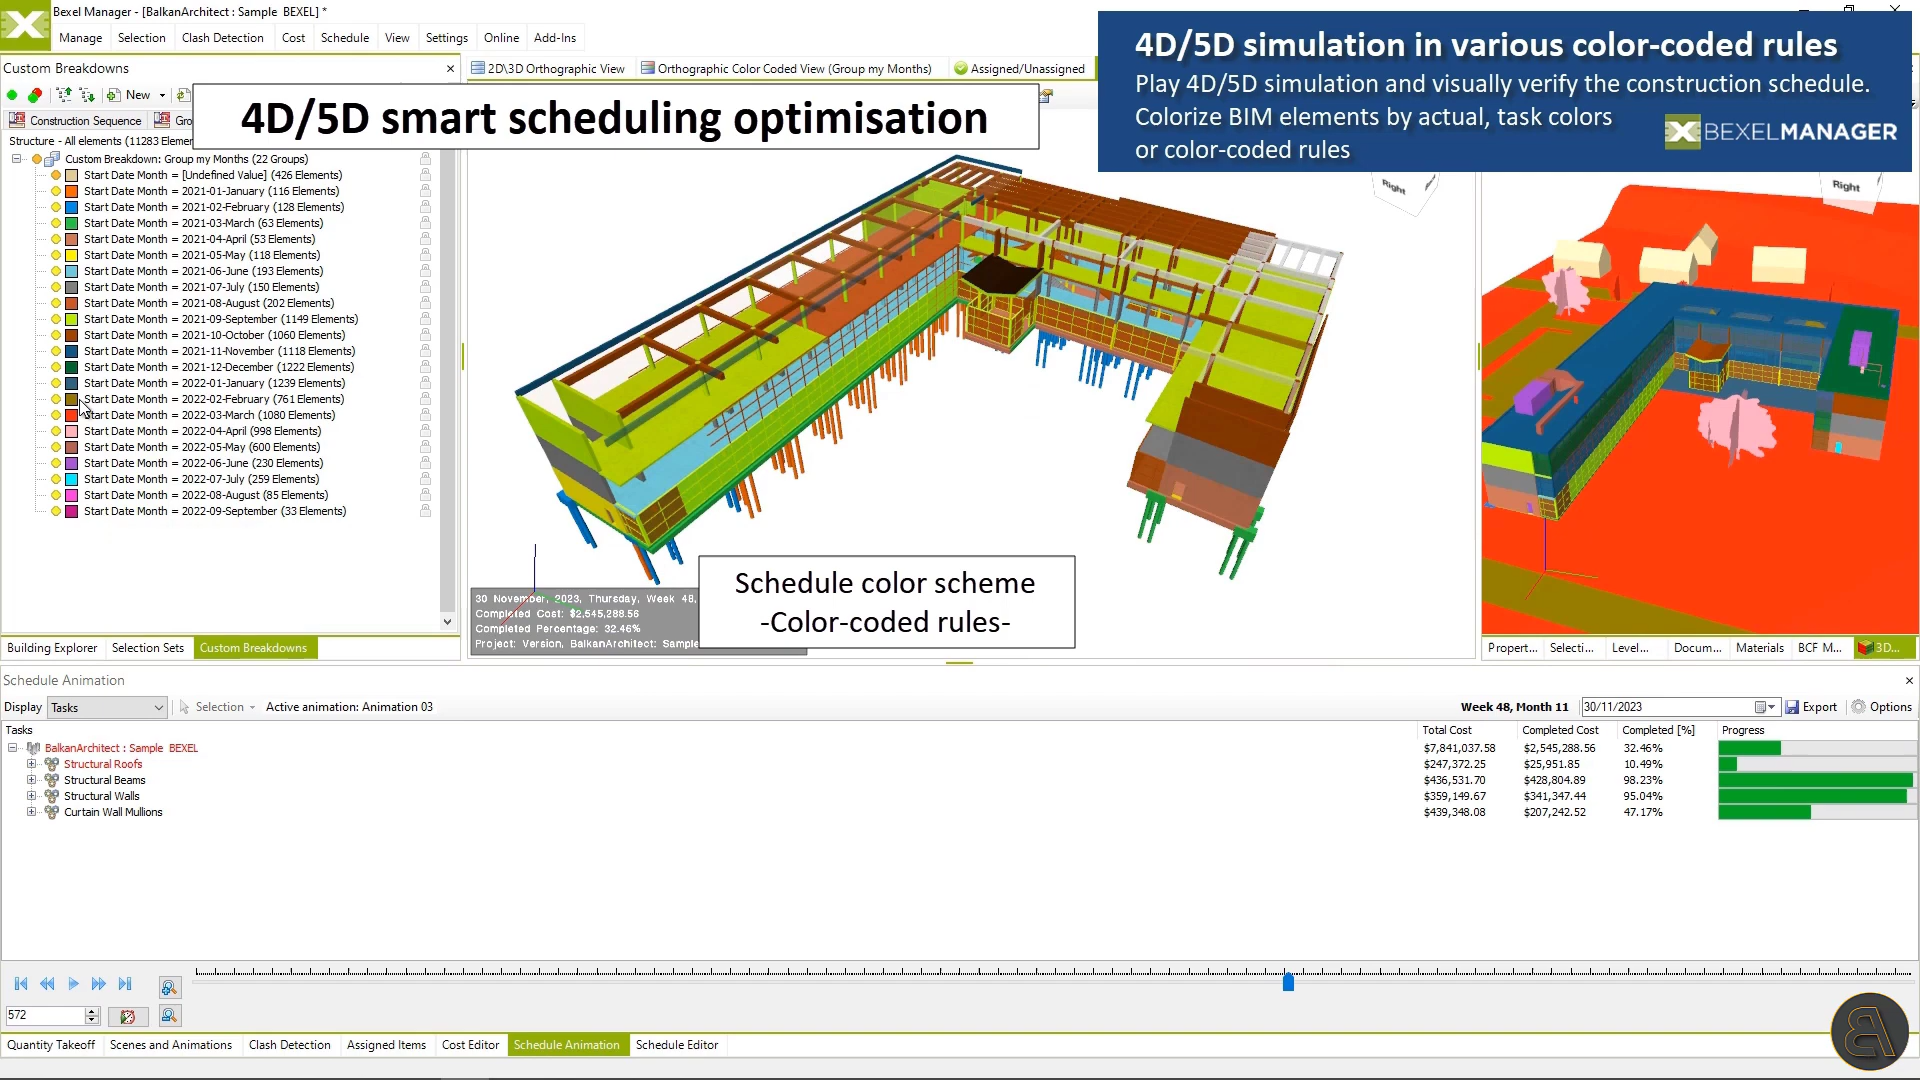 Bexel Manager - [BalkanArchitect : Sample  BEXEL] *
Manage
Selection
Clash Detection
Cost
Schedule
View
Settings
Online
Add-Ins
4D/5D simulation in various color-coded rules
Play 4D/5D simulation and visually verify the construction schedule.
Colorize BIM elements by actual, task colors
or color-coded rules
BEXELMANAGER
Custom Breakdowns
2D\3D Orthographic View
Orthographic Color Coded View (Group my Months)
Assigned/Unassigned
New
4D/5D smart scheduling optimisation
Construction Sequence
Structure - All elements (11283
Custom Breakdown: Group my Months (22 Groups)
Start Date Month = [Undefined Value] (426 Elements)
Start Date Month = 2021-01-January (116 Elements)
Start Date Month = 2021-02-February (128 Elements)
Start Date Month = 2021-03-March (63 Elements)
Start Date Month = 2021-04-April (53 Elements)
Start Date Month = 2021-05-May (118 Elements)
Start Date Month = 2021-06-June (193 Elements)
Start Date Month = 2021-07-July (150 Elements)
Start Date Month = 2021-08-August (202 Elements)
Start Date Month = 2021-09-September (1149 Elements)
Start Date Month = 2021-10-October (1060 Elements)
Start Date Month = 2021-11-November (1118 Elements)
Start Date Month = 2021-12-December (1222 Elements)
Start Date Month = 2022-01-January (1239 Elements)
Start Date Month = 2022-02-February (761 Elements)
Start Date Month = 2022-03-March (1080 Elements)
Start Date Month = 2022-04-April (998 Elements)
Start Date Month = 2022-05-May (600 Elements)
Start Date Month = 2022-06-June (230 Elements)
Start Date Month = 2022-07-July (259 Elements)
Start Date Month = 2022-08-August (85 Elements)
Start Date Month = 2022-09-September (33 Elements)
Right
Right
Schedule color scheme
-Color-coded rules-
30 November, 2023, Thursday, Week 48,
Completed Cost: $2,545,288.56
Completed Percentage: 32.46%
Project: Version, BalkanArchitect: Sample
Building Explorer
Selection Sets
Custom Breakdowns
Propert...
Selecti...
Level...
Docum...
Materials
BCF M...
3D...
Schedule Animation
Display
Tasks
Selection
Active animation: Animation 03
Week 48, Month 11
30/11/2023
Export
Options
Tasks
Total Cost
Completed Cost
Completed [%]
Progress
BalkanArchitect : Sample  BEXEL
$7,841,037.58
$2,545,288.56
32.46%
Structural Roofs
$247,372.25
$25,951.85
10.49%
Structural Beams
$436,531.70
$428,804.89
98.23%
Structural Walls
$359,149.67
$341,347.44
95.04%
Curtain Wall Mullions
$439,348.08
$207,242.52
47.17%
572
Quantity Takeoff
Scenes and Animations
Clash Detection
Assigned Items
Cost Editor
Schedule Animation
Schedule Editor